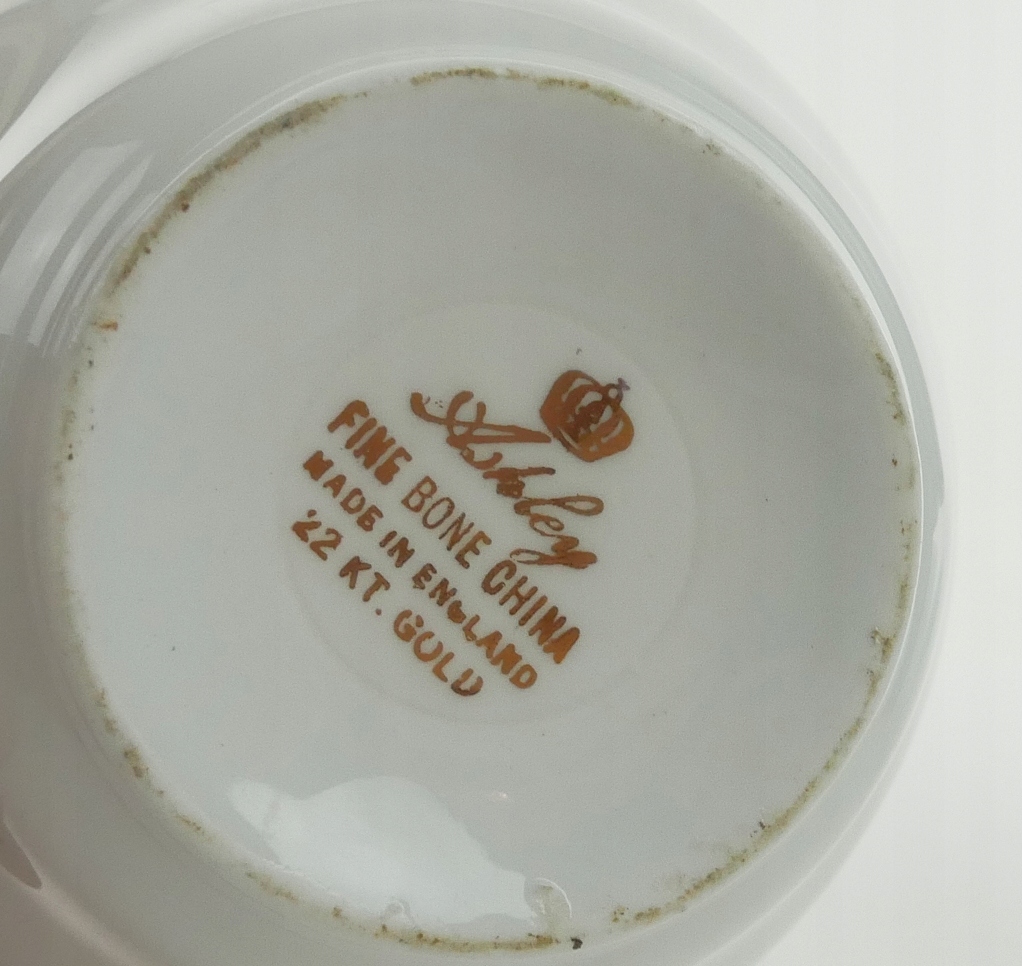 Ashley
FINE BONE CHINA
MADE IN ENGLAND
22 KT. GOLD